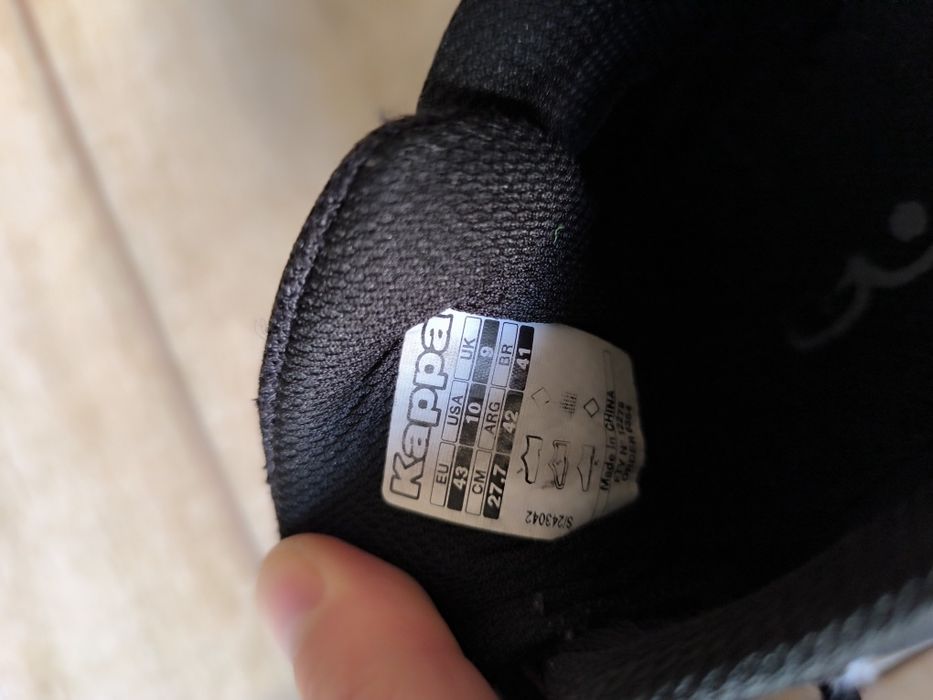 Kappa
EU USA UK
43 10 9
CM ARG BR
27.7 42 41
Made in CHINA
S/243042